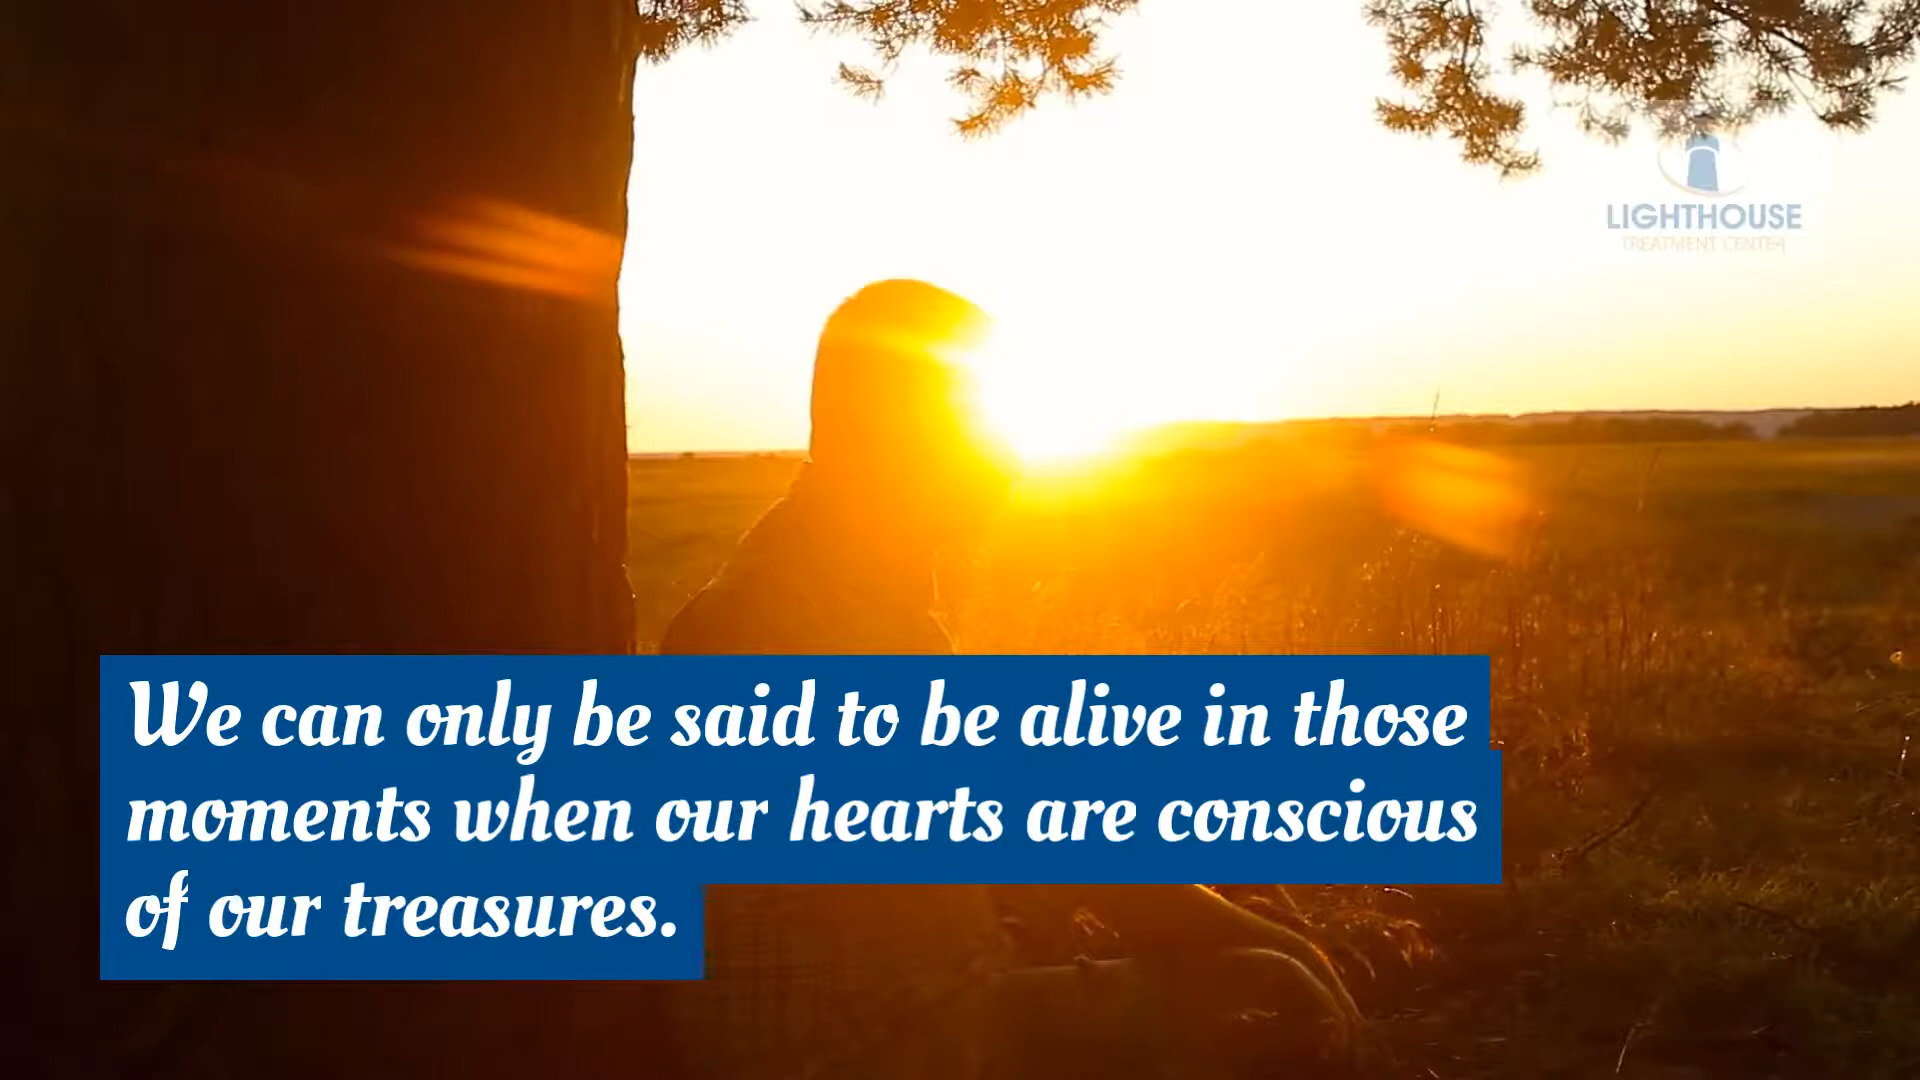 LIGHTHOUSE
TREATMENT CENTER
We can only be said to be alive in those
moments when our hearts are conscious
of our treasures.